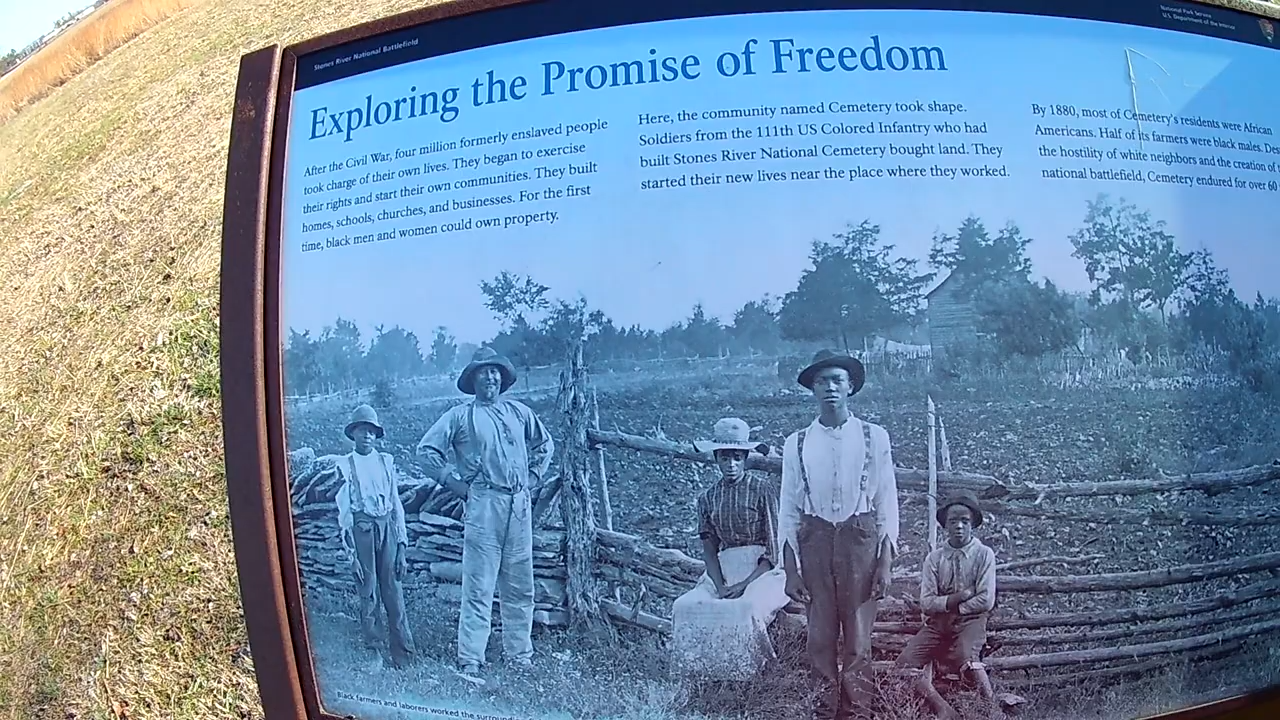 Stones River National Battlefield
National Park Service
U.S. Department of the Interior
Exploring the Promise of Freedom
After the Civil War, four million formerly enslaved people
took charge of their own lives. They began to exercise
their rights and start their own communities. They built
homes, schools, churches, and businesses. For the first
time, black men and women could own property.
Here, the community named Cemetery took shape.
Soldiers from the 111th US Colored Infantry who had
built Stones River National Cemetery bought land. They
started their new lives near the place where they worked.
By 1880, most of Cemetery's residents were African
Americans. Half of its farmers were black males. Des
the hostility of white neighbors and the creation of
national battlefield, Cemetery endured for over 60
Black farmers and laborers worked the